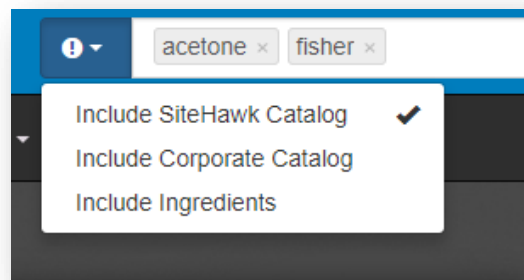 acetone × fisher ×
Include SiteHawk Catalog
Include Corporate Catalog
Include Ingredients